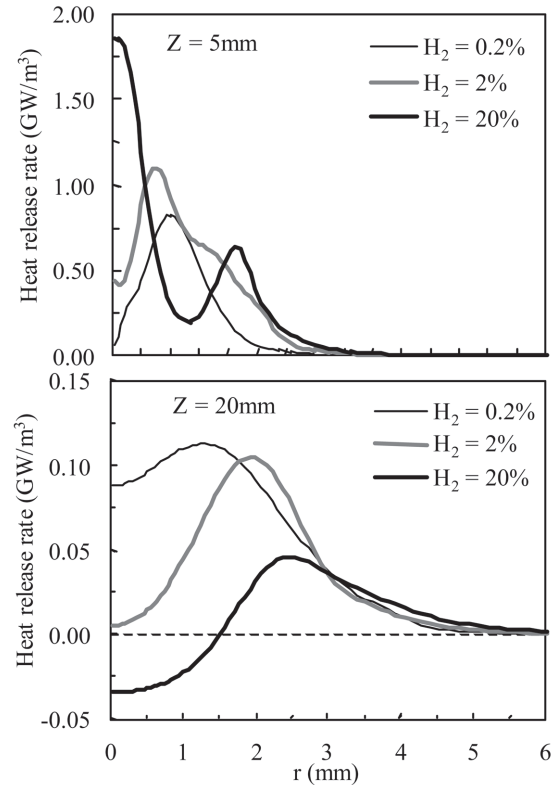 2.00
Z = 5mm
H₂ = 0.2%
H₂ = 2%
H₂ = 20%
1.50
1.00
0.50
0.00
Heat release rate (GW/m³)
0.15
Z = 20mm
H₂ = 0.2%
H₂ = 2%
H₂ = 20%
0.10
0.05
0.00
-0.05
Heat release rate (GW/m³)
0 1 2 3 4 5 6
r (mm)